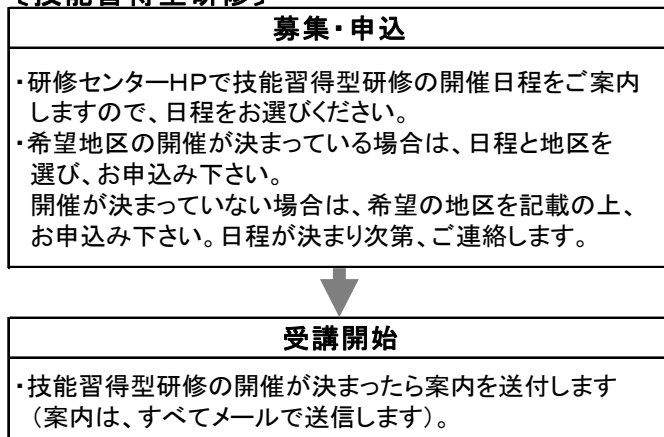 《技能習得型研修》
募集・申込
・研修センターHPで技能習得型研修の開催日程をご案内
しますので、日程をお選びください。
・希望地区の開催が決まっている場合は、日程と地区を
選び、お申込み下さい。
開催が決まっていない場合は、希望の地区を記載の上、
お申込み下さい。日程が決まり次第、ご連絡します。
受講開始
・技能習得型研修の開催が決まったら案内を送付します
（案内は、すべてメールで送信します）。